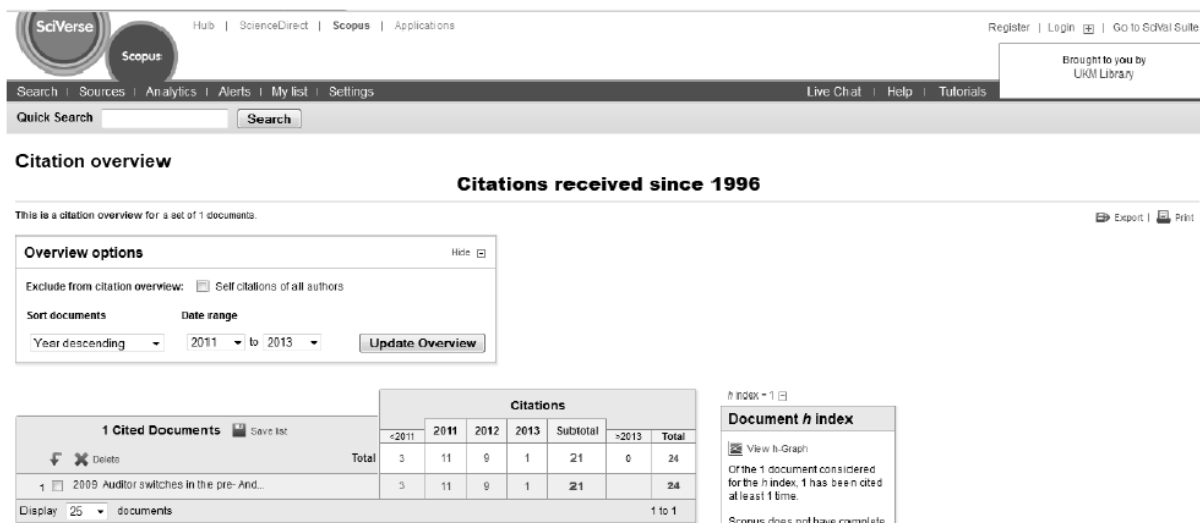 SciVerse
Hub | ScienceDirect | Scopus | Applications
Register | Login | Go to SciVal Suite
Scopus
Brought to you by
UKM Library
Search | Sources | Analytics | Alerts | My list | Settings
Live Chat | Help | Tutorials
Quick Search
Search
Citation overview
Citations received since 1996
This is a citation overview for a set of 1 documents.
Export | Print
Overview options
Hide
Exclude from citation overview: Self citations of all authors
Sort documents Date range
Year descending 2011 to 2013 Update Overview
Citations
1 Cited Documents Save list
<2011 2011 2012 2013 Subtotal >2013 Total
Delete Total 3 11 9 1 21 0 24
1 2009 Auditor switches in the pre- And... 3 11 9 1 21 24
Display 25 documents 1 to 1
h index = 1
Document h index
View h-Graph
Of the 1 document considered
for the h index, 1 has been cited
at least 1 time.
Scopus does not have complete